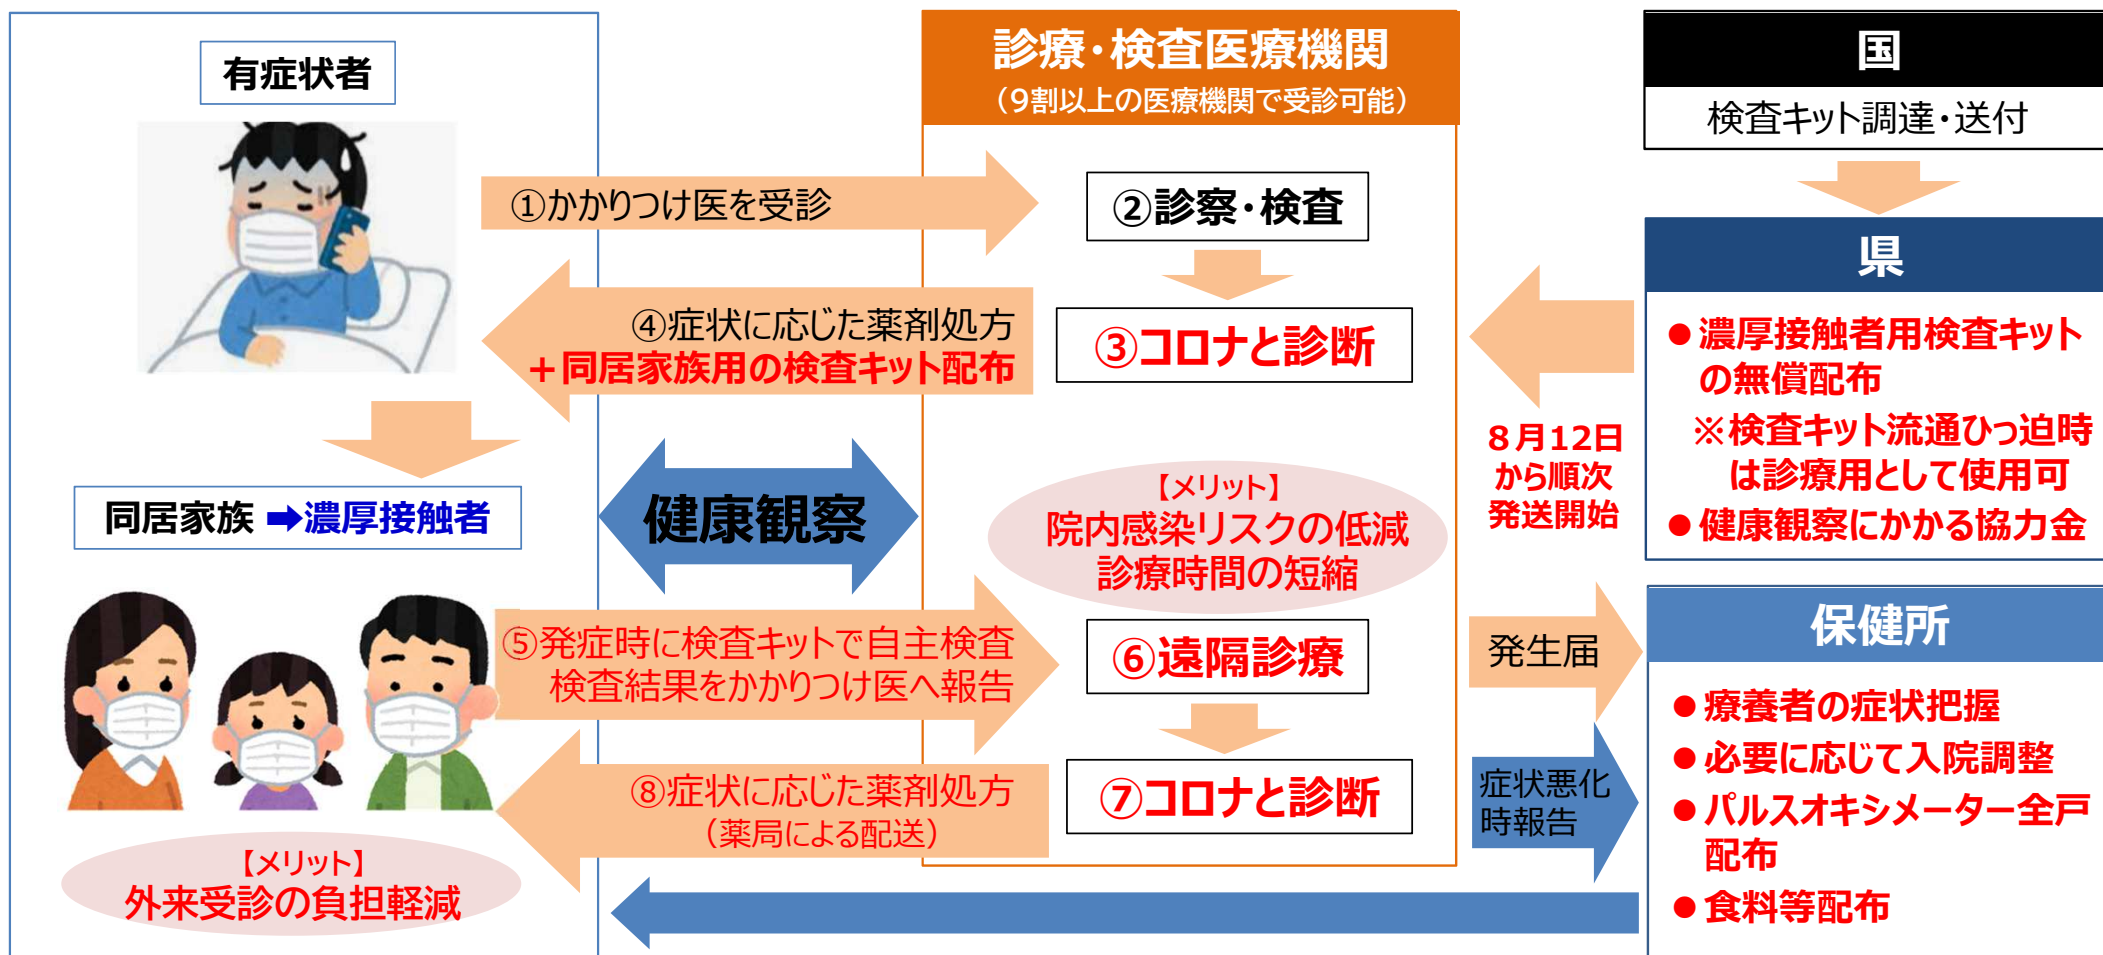 有症状者
①かかりつけ医を受診
④症状に応じた薬剤処方
＋同居家族用の検査キット配布
同居家族 ➡濃厚接触者
健康観察
⑤発症時に検査キットで自主検査
検査結果をかかりつけ医へ報告
⑧症状に応じた薬剤処方
（薬局による配送）
【メリット】
外来受診の負担軽減
診療・検査医療機関
（9割以上の医療機関で受診可能）
②診察・検査
③コロナと診断
【メリット】
院内感染リスクの低減
診療時間の短縮
⑥遠隔診療
⑦コロナと診断
国
検査キット調達・送付
県
●濃厚接触者用検査キット
の無償配布
※検査キット流通ひっ迫時
は診療用として使用可
●健康観察にかかる協力金
８月12日
から順次
発送開始
発生届
症状悪化
時報告
保健所
●療養者の症状把握
●必要に応じて入院調整
●パルスオキシメーター全戸
配布
●食料等配布